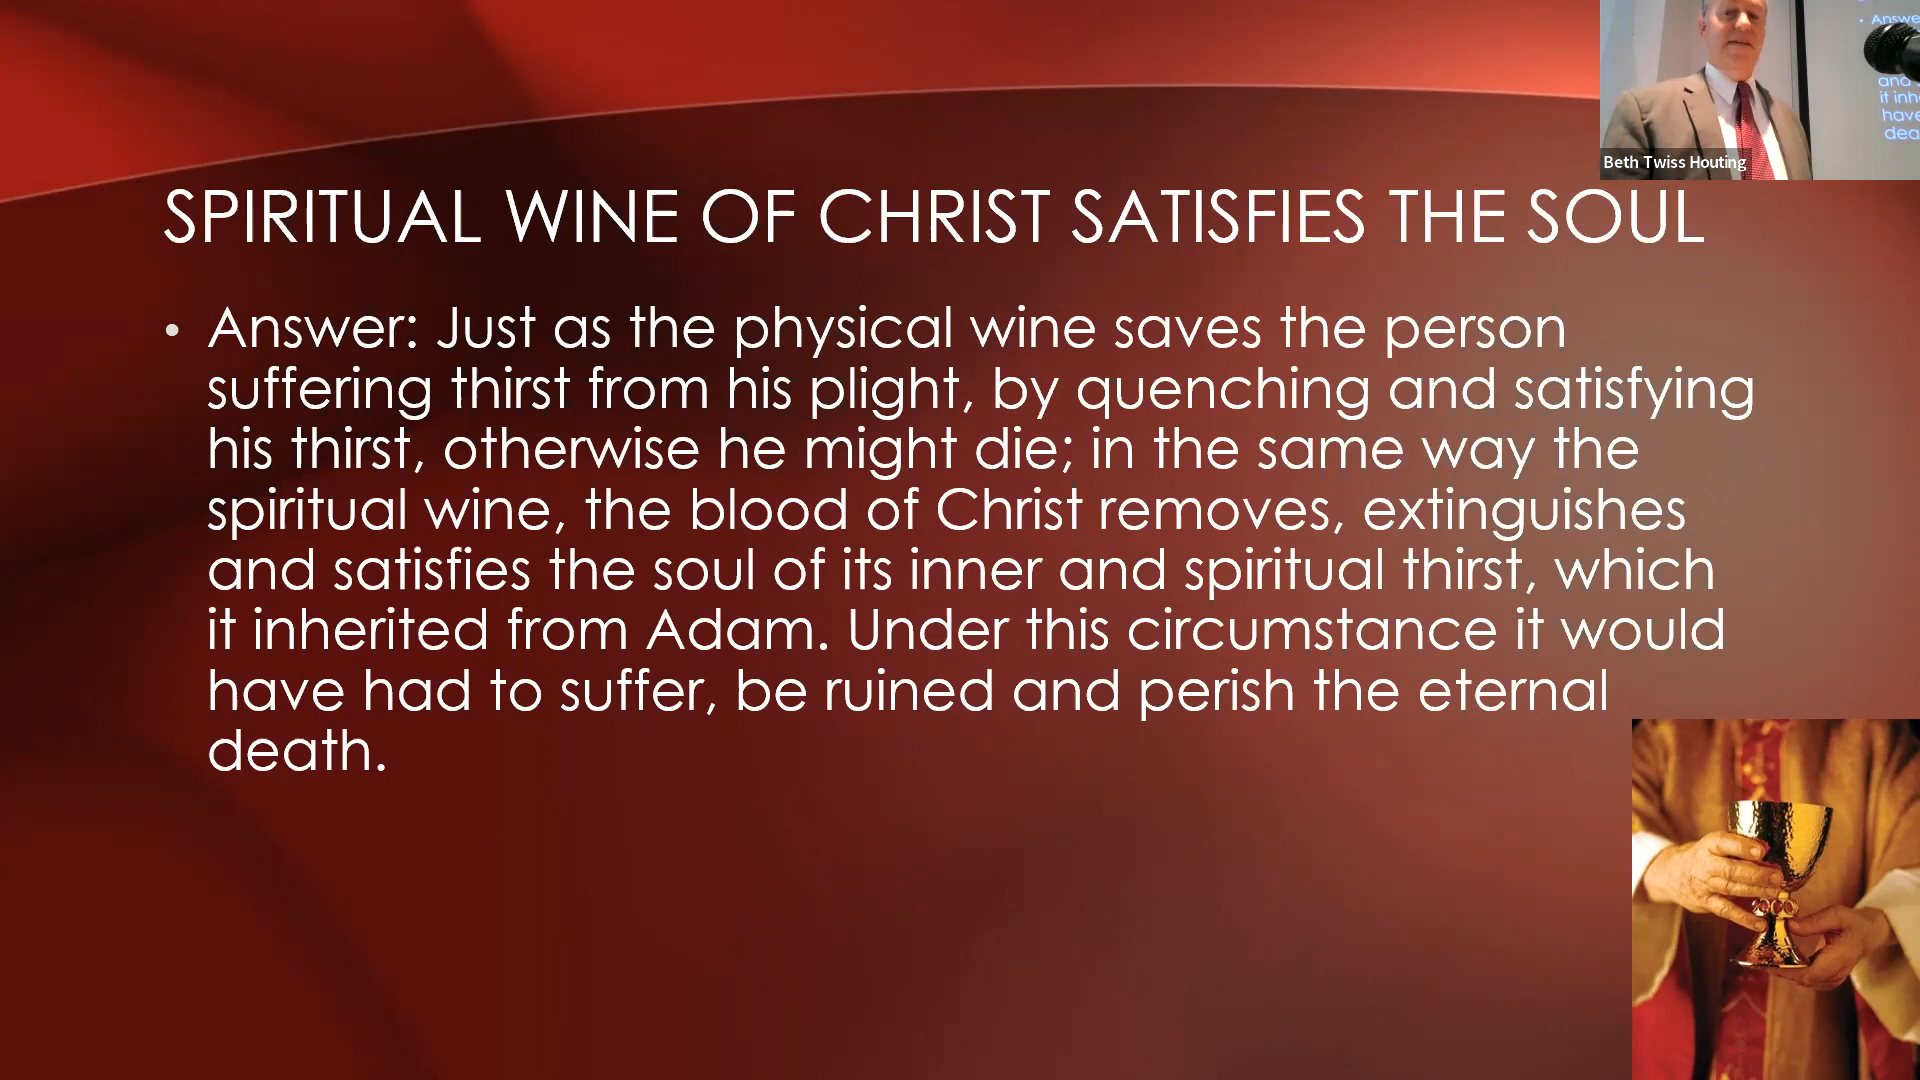 SPIRITUAL WINE OF CHRIST SATISFIES THE SOUL
• Answer: Just as the physical wine saves the person
suffering thirst from his plight, by quenching and satisfying
his thirst, otherwise he might die; in the same way the
spiritual wine, the blood of Christ removes, extinguishes
and satisfies the soul of its inner and spiritual thirst, which
it inherited from Adam. Under this circumstance it would
have had to suffer, be ruined and perish the eternal
death.
Beth Twiss Houting